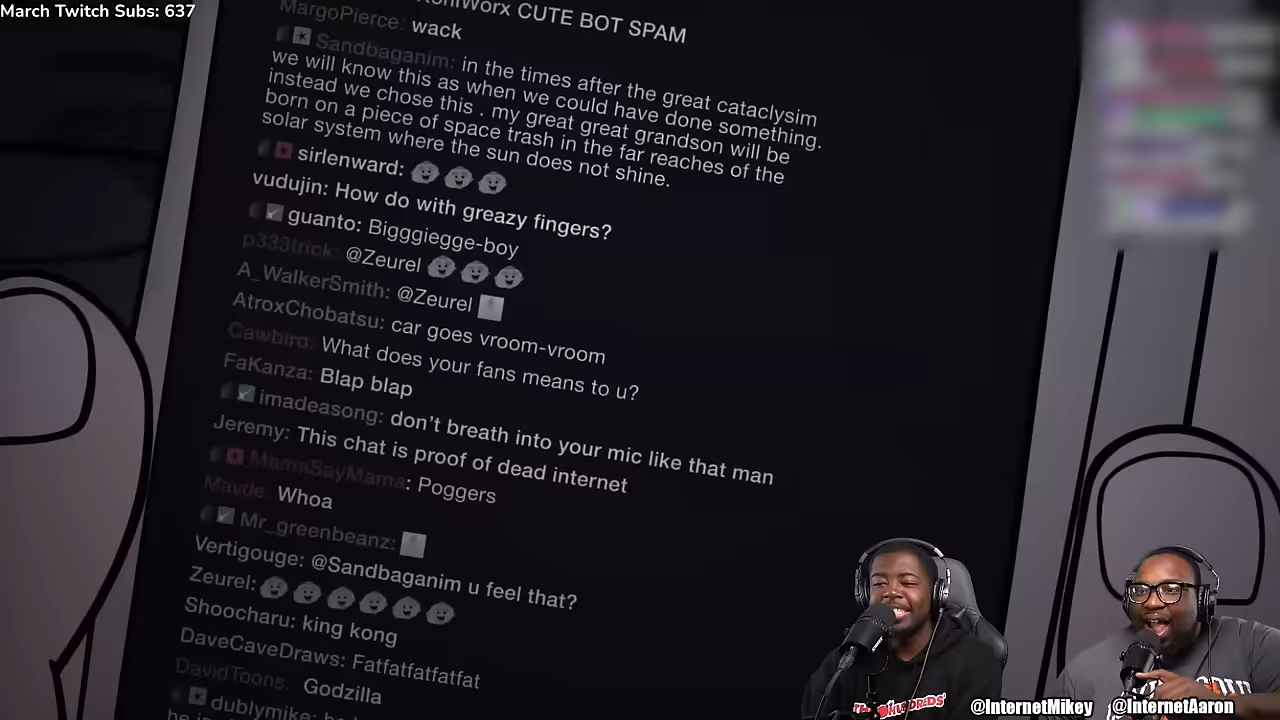 March Twitch Subs: 637
CUTE BOT SPAM
MargoPierce: wack
Sandbaganim: in the times after the great cataclysim
we will know this as when we could have done something.
instead we chose this . my great great grandson will be
born on a piece of space trash in the far reaches of the
solar system where the sun does not shine.
sirlenward:
vudujin: How do with greazy fingers?
guanto: Bigggiegge-boy
p333trick: @Zeurel
A_WalkerSmith: @Zeurel
AtroxChobatsu: car goes vroom-vroom
Cawbird: What does your fans means to u?
FaKanza: Blap blap
imadeasong: don't breath into your mic like that man
Jeremy: This chat is proof of dead internet
MamaSayMama: Poggers
Mavde: Whoa
Mr_greenbeanz:
Vertigouge: @Sandbaganim u feel that?
Zeurel:
Shoocharu: king kong
DaveCaveDraws: Fatfatfatfatfat
DavidToons: Godzilla
dublymike:
@InternetMikey
@InternetAaron